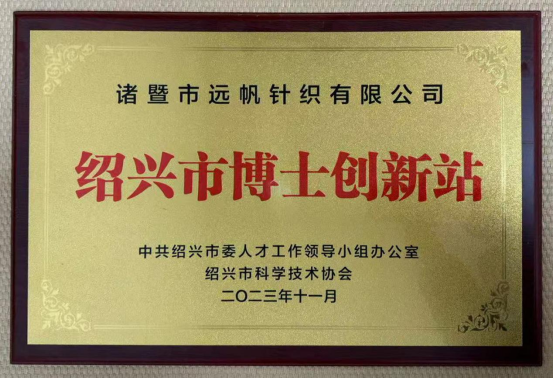 诸暨市远帆针织有限公司
绍兴市博士创新站
中共绍兴市委人才工作领导小组办公室
绍兴市科学技术协会
二〇二三年十一月